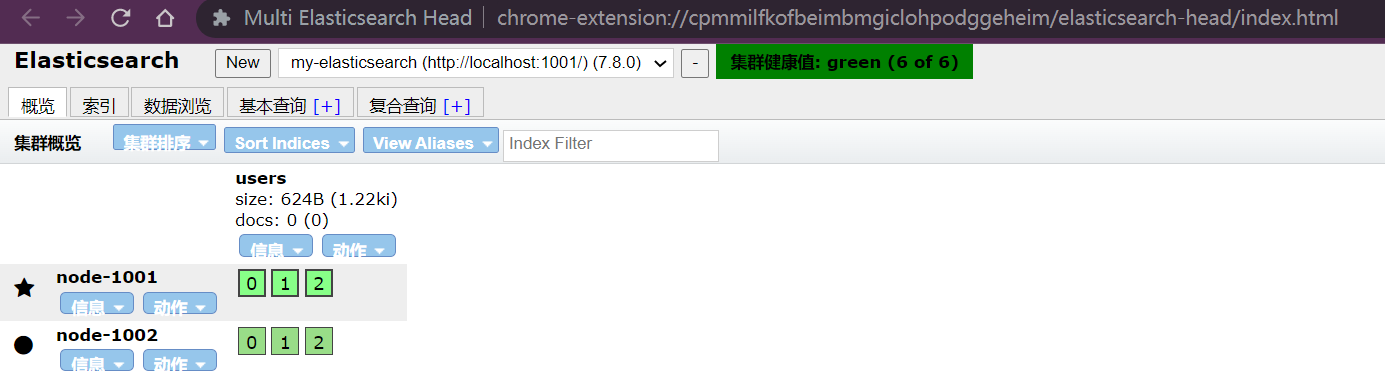 Multi Elasticsearch Head chrome-extension://cpmmilfkofbeimbmgiclohpodggeheim/elasticsearch-head/index.html
Elasticsearch New my-elasticsearch (http://localhost:1001/) (7.8.0) - 集群健康值: green (6 of 6)
概览 索引 数据浏览 基本查询 [+] 复合查询 [+]
集群概览 集群排序 Sort Indices View Aliases Index Filter
users
size: 624B (1.22ki)
docs: 0 (0)
信息 动作
node-1001 0 1 2
信息 动作
node-1002 0 1 2
信息 动作